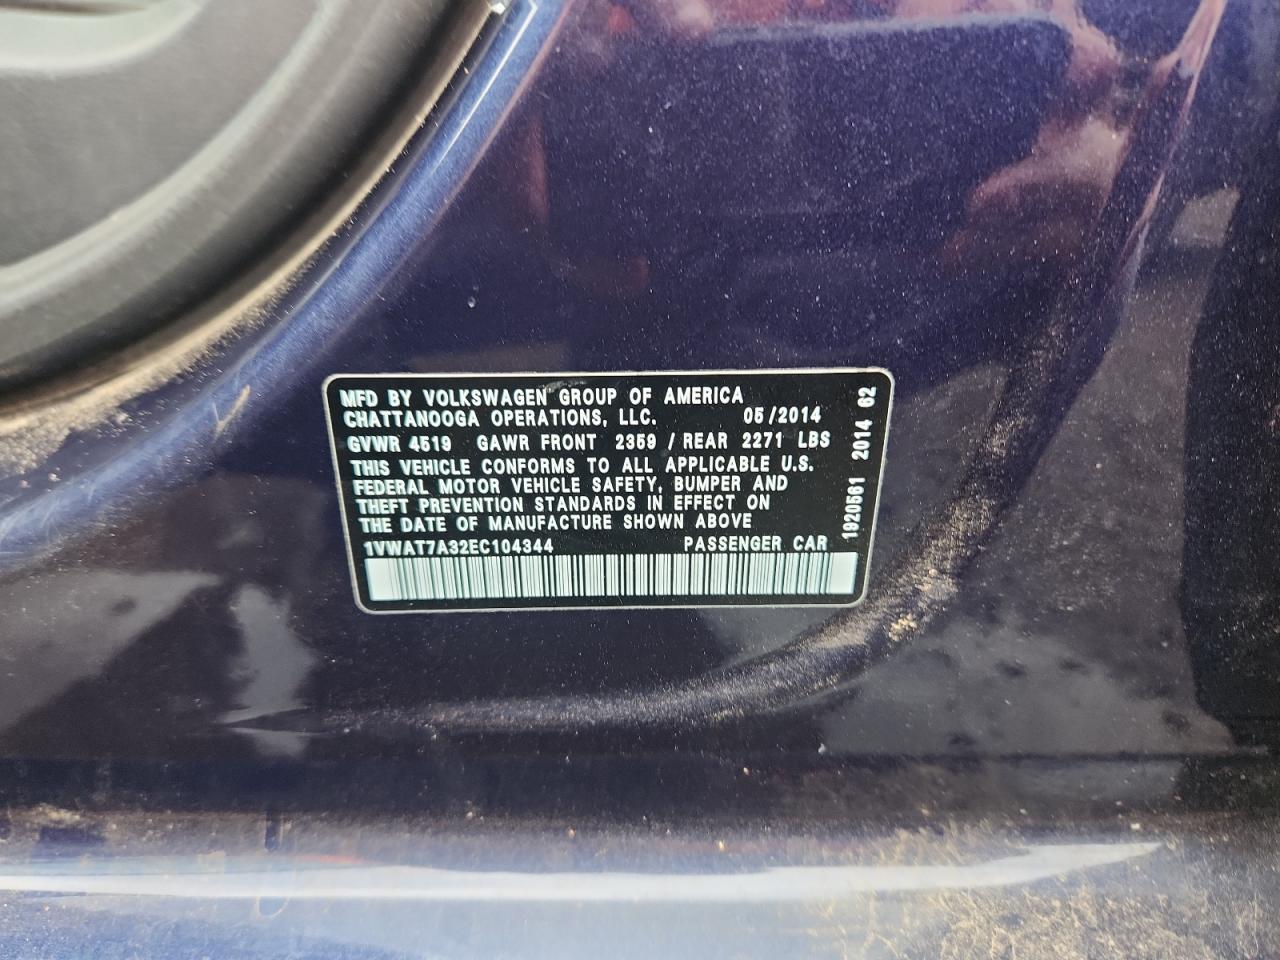 MFD BY VOLKSWAGEN GROUP OF AMERICA
CHATTANOOGA OPERATIONS, LLC. 05/2014
GVWR 4519 GAWR FRONT 2359 / REAR 2271 LBS
THIS VEHICLE CONFORMS TO ALL APPLICABLE U.S.
FEDERAL MOTOR VEHICLE SAFETY, BUMPER AND
THEFT PREVENTION STANDARDS IN EFFECT ON
THE DATE OF MANUFACTURE SHOWN ABOVE
1VWAT7A32EC104344 PASSENGER CAR
1920561 2014 62